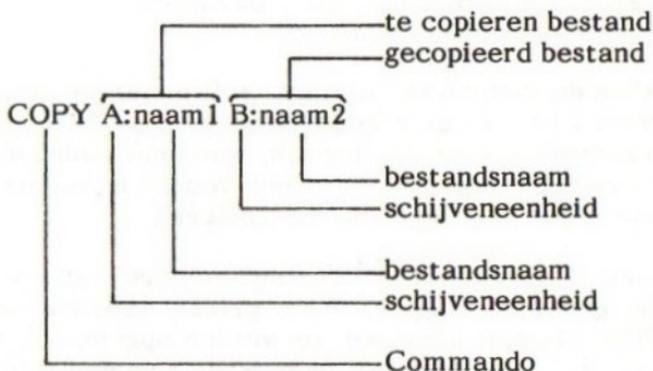 te copieren bestand
gecopieerd bestand
COPY A:naam1 B:naam2
bestandsnaam
schijveneenheid
bestandsnaam
schijveneenheid
Commando